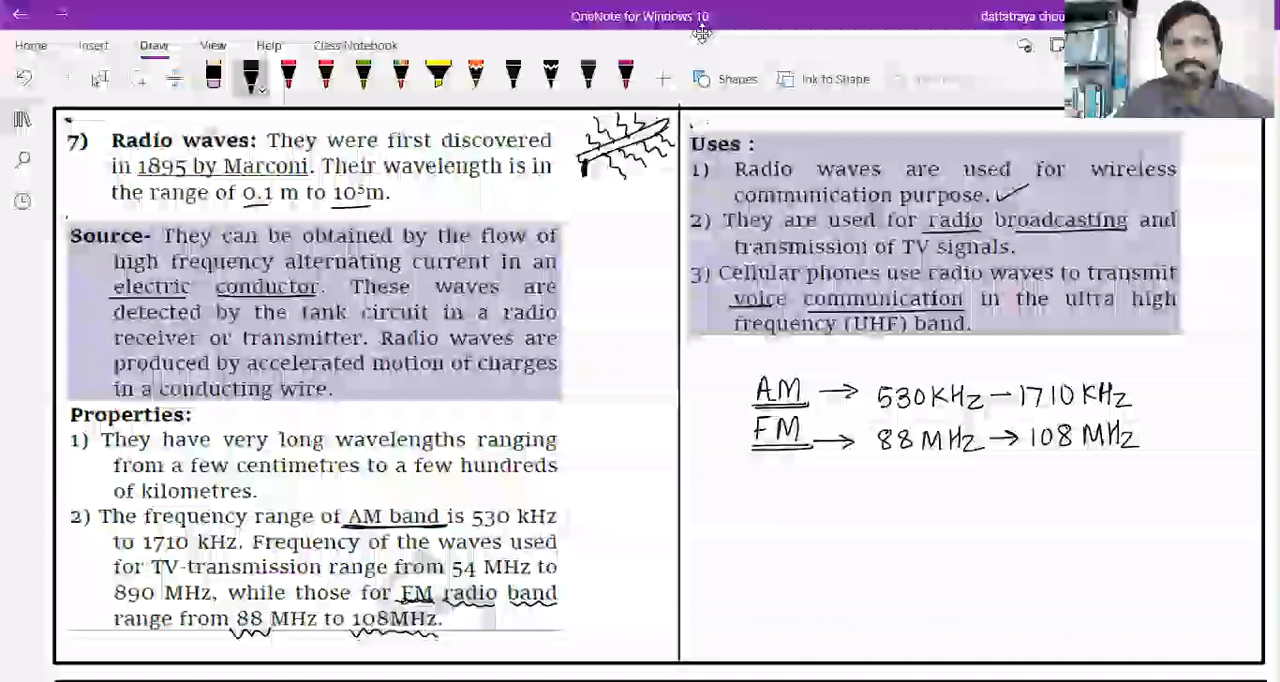 OneNote for Windows 10
dattatraya chou
Home Insert Draw View Help Class Notebook
Shapes Ink to Shape
7) Radio waves: They were first discovered
in 1895 by Marconi. Their wavelength is in
the range of 0.1 m to 10⁵m.
Source- They can be obtained by the flow of
high frequency alternating current in an
electric conductor. These waves are
detected by the tank circuit in a radio
receiver or transmitter. Radio waves are
produced by accelerated motion of charges
in a conducting wire.
Properties:
1) They have very long wavelengths ranging
from a few centimetres to a few hundreds
of kilometres.
2) The frequency range of AM band is 530 kHz
to 1710 kHz. Frequency of the waves used
for TV-transmission range from 54 MHz to
890 MHz, while those for FM radio band
range from 88 MHz to 108MHz.
Uses :
1) Radio waves are used for wireless
communication purpose.
2) They are used for radio broadcasting and
transmission of TV signals.
3) Cellular phones use radio waves to transmit
voice communication in the ultra high
frequency (UHF) band.
AM → 530 KHz – 1710 KHz
FM → 88 MHz → 108 MHz